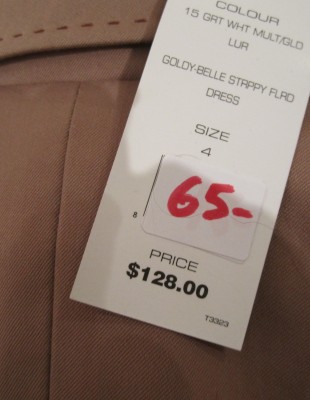 COLOUR
15 GRT WHT MULT/GLD
LUR
GOLDY-BELLE STRPPY FLRD
DRESS
SIZE
4
65-
8
PRICE
$128.00
T3323